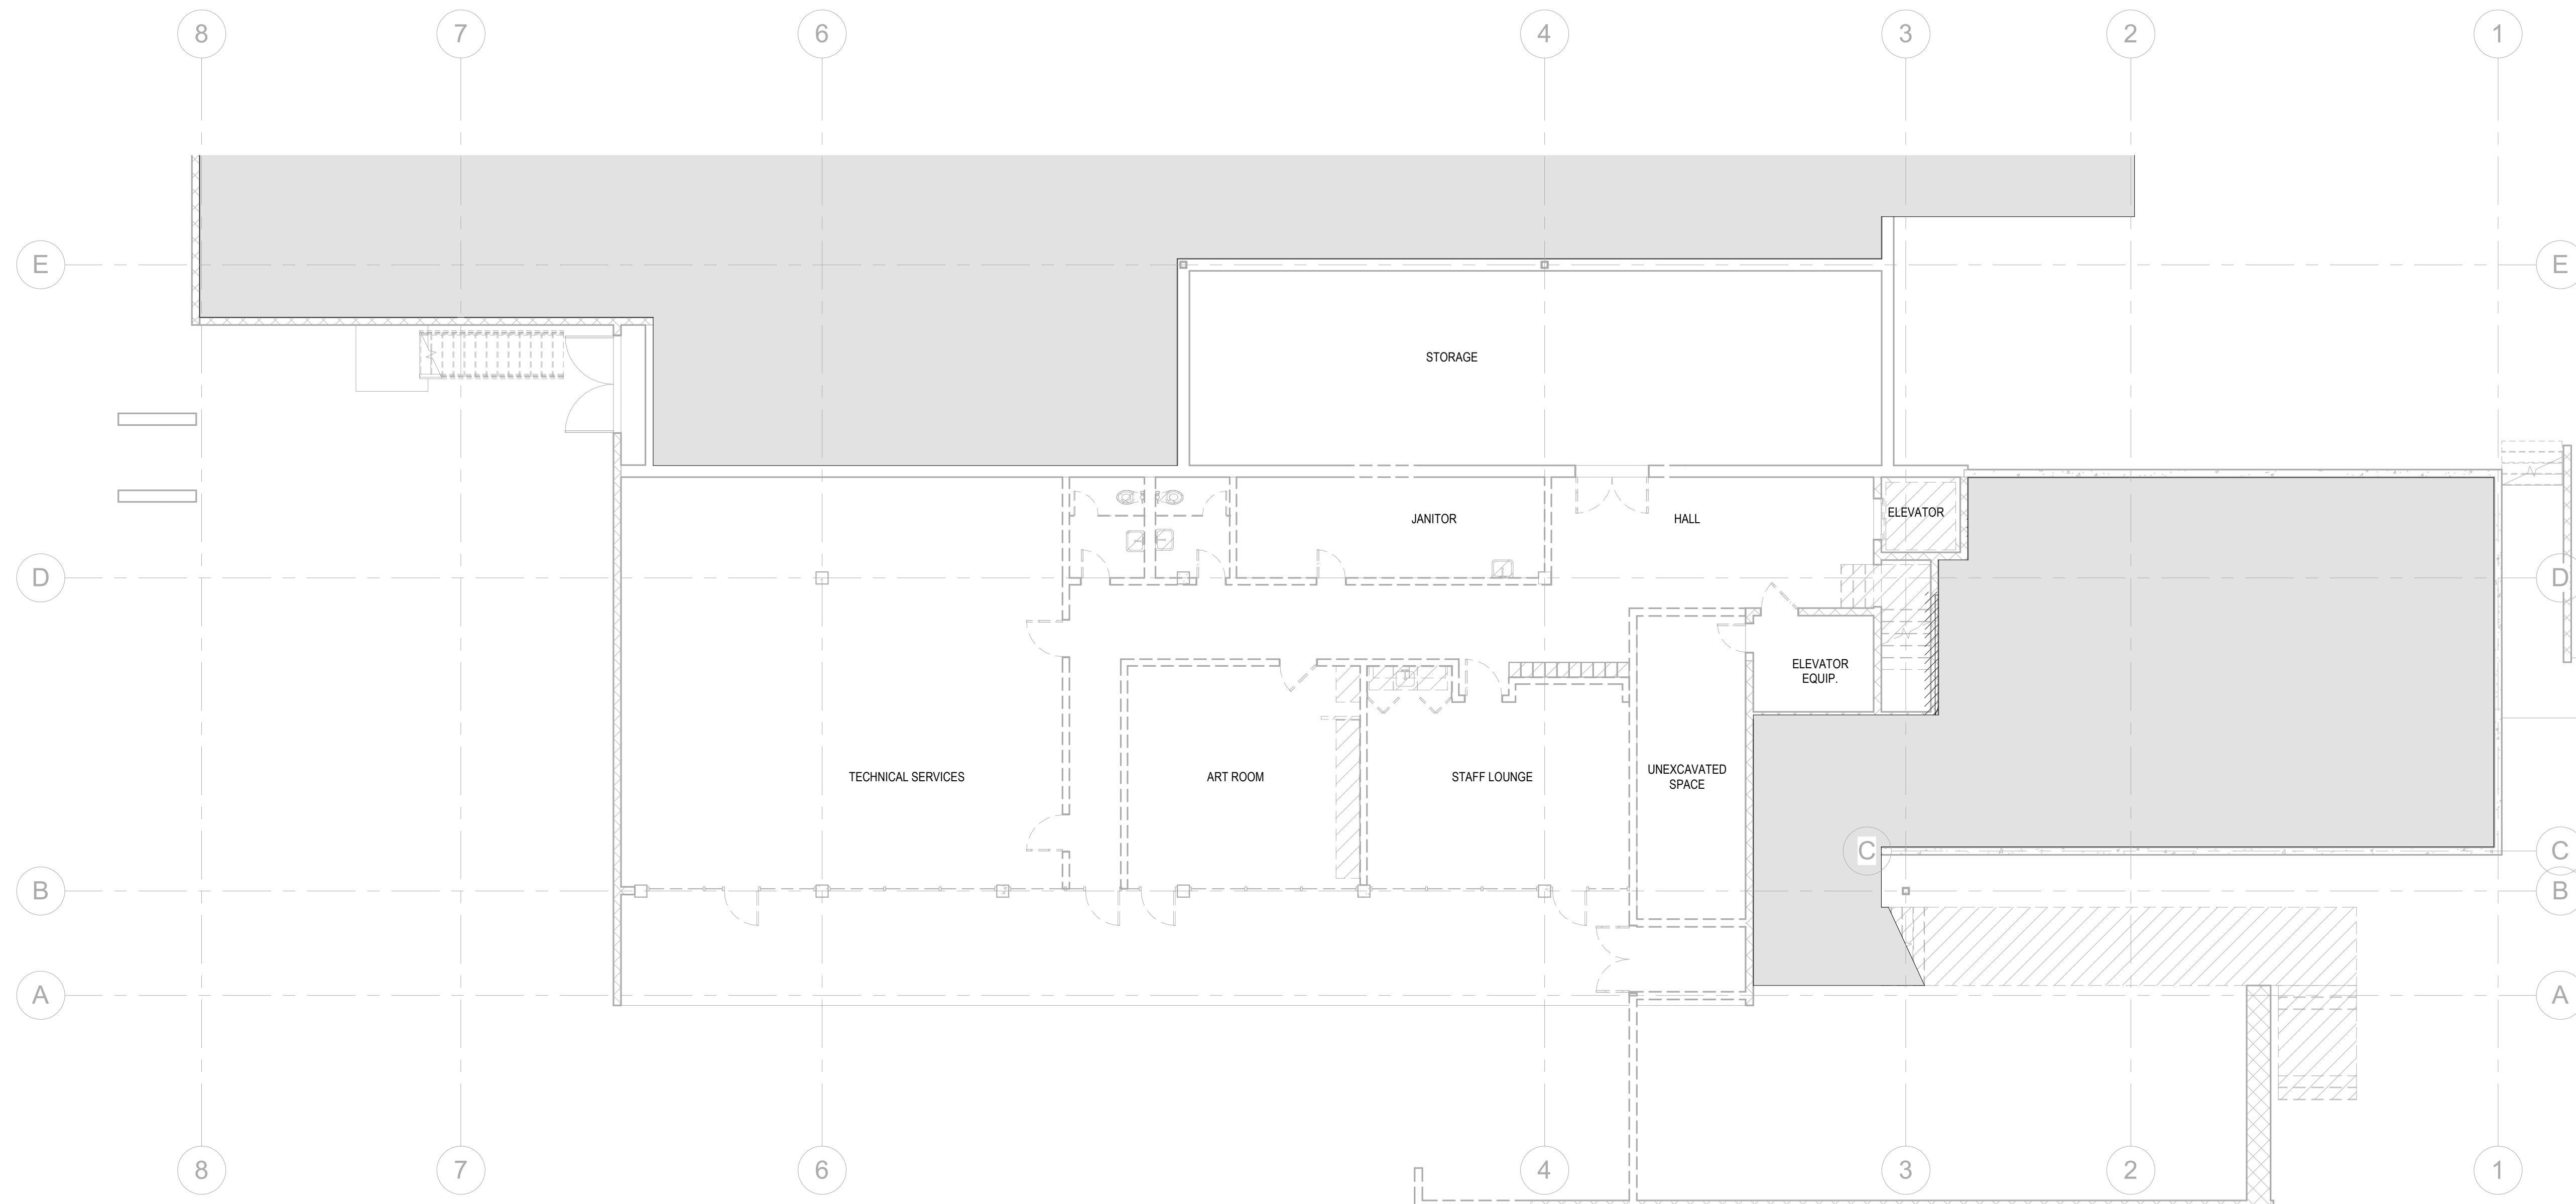 8 7 6 4 3 2 1
E E
STORAGE
JANITOR HALL ELEVATOR
D D
ELEVATOR
EQUIP.
TECHNICAL SERVICES ART ROOM STAFF LOUNGE UNEXCAVATED
SPACE
C C
B B
A A
8 7 6 4 3 2 1